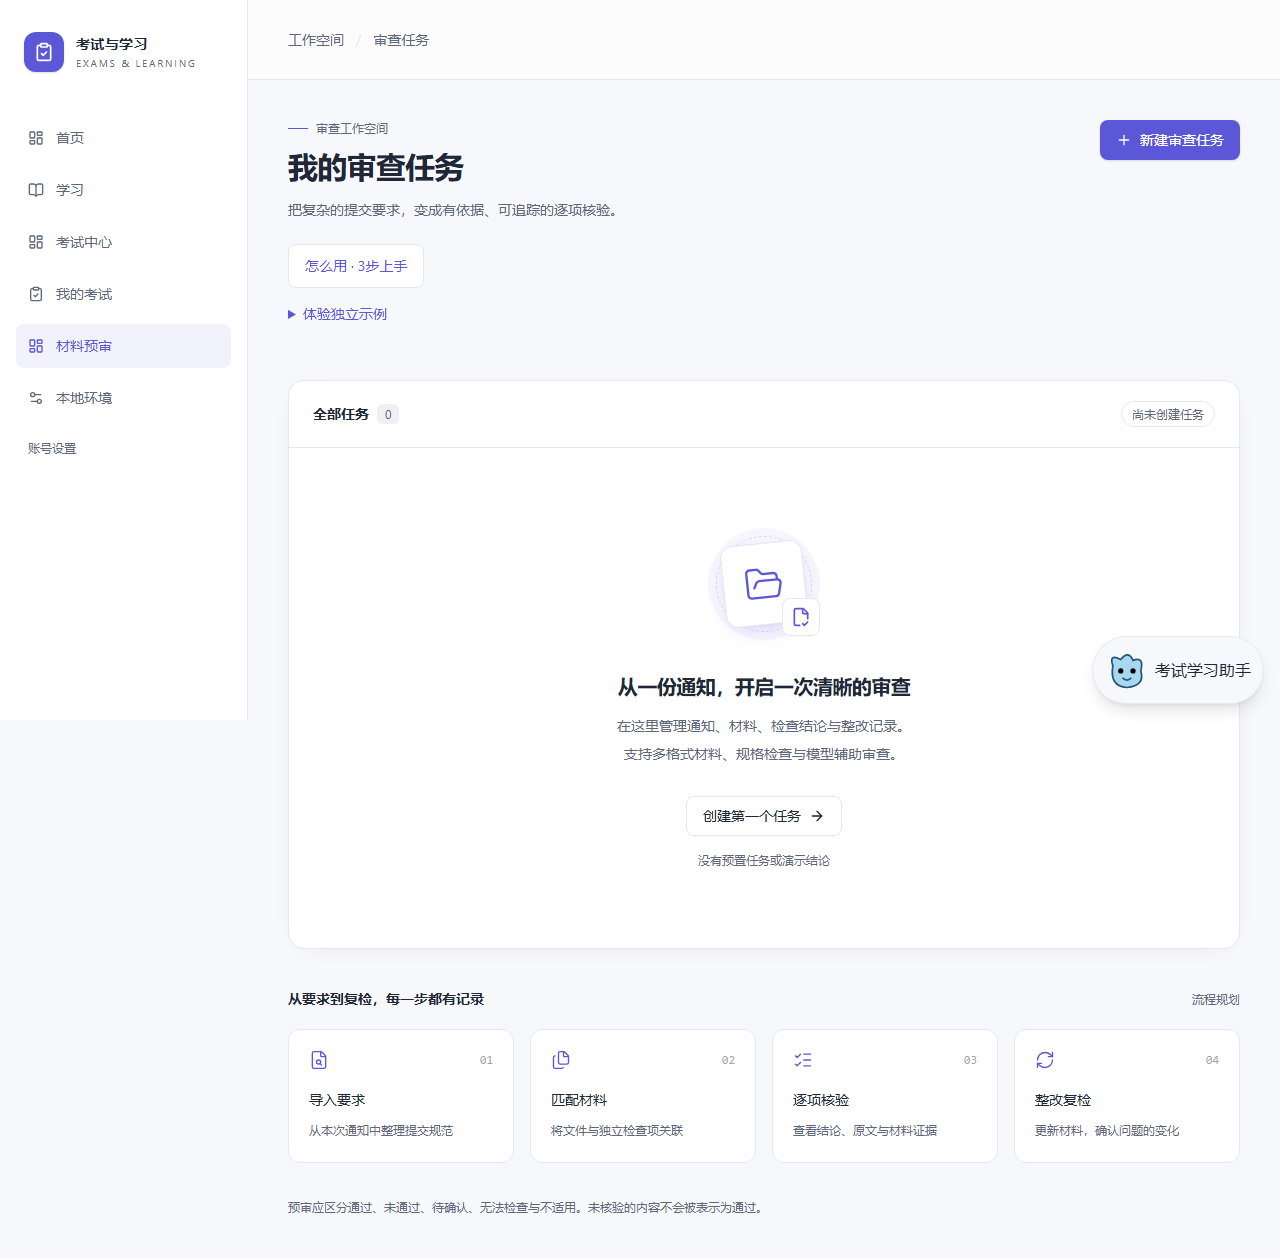 考试与学习
EXAMS & LEARNING
首页
学习
考试中心
我的考试
材料预审
本地环境
账号设置
工作空间 / 审查任务
审查工作空间
我的审查任务
把复杂的提交要求，变成有依据、可追踪的逐项核验。
新建审查任务
怎么用 · 3步上手
体验独立示例
全部任务 0
尚未创建任务
从一份通知，开启一次清晰的审查
在这里管理通知、材料、检查结论与整改记录。
支持多格式材料、规格检查与模型辅助审查。
创建第一个任务
没有预置任务或演示结论
考试学习助手
从要求到复检，每一步都有记录
流程规划
01
导入要求
从本次通知中整理提交规范
02
匹配材料
将文件与独立检查项关联
03
逐项核验
查看结论、原文与材料证据
04
整改复检
更新材料，确认问题的变化
预审应区分通过、未通过、待确认、无法检查与不适用。未核验的内容不会被表示为通过。